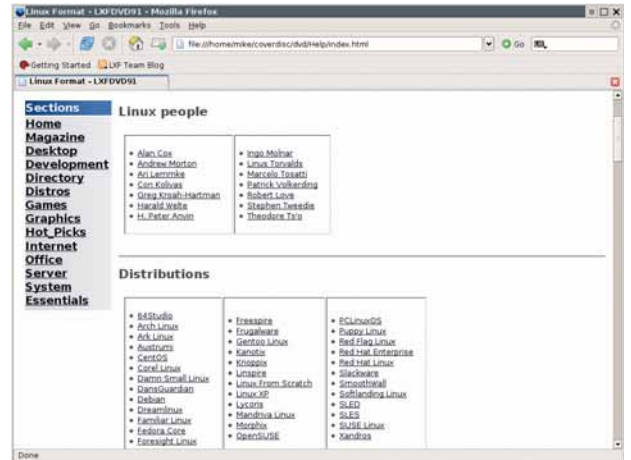 Linux Format - LXFDVD91 - Mozilla Firefox
File Edit View Go Bookmarks Tools Help
file:///home/mike/coverdisc/dvd/Help/index.html
Go
Getting Started LXF Team Blog
Linux Format - LXFDVD91
Sections
Home
Magazine
Desktop
Development
Directory
Distros
Games
Graphics
Hot_Picks
Internet
Office
Server
System
Essentials
Linux people
Alan Cox
Andrew Morton
Ari Lemmke
Con Kolivas
Greg Kroah-Hartman
Harald Welte
H. Peter Anvin
Ingo Molnar
Linus Torvalds
Marcelo Tosatti
Patrick Volkerding
Robert Love
Stephen Tweedie
Theodore Ts'o
Distributions
64Studio
Arch Linux
Ark Linux
Austrumi
CentOS
Corel Linux
Damn Small Linux
DansGuardian
Debian
Dreamlinux
Familiar Linux
Fedora Core
Foresight Linux
Freespire
Frugalware
Gentoo Linux
Kanotix
Knoppix
Linspire
Linux From Scratch
Linux XP
Lycoris
Mandriva Linux
Morphix
OpenSUSE
PCLinuxOS
Puppy Linux
Red Flag Linux
Red Hat Enterprise
Red Hat Linux
Slackware
Smoothwall
Softlanding Linux
SLED
SLES
SUSE Linux
Xandros
Done